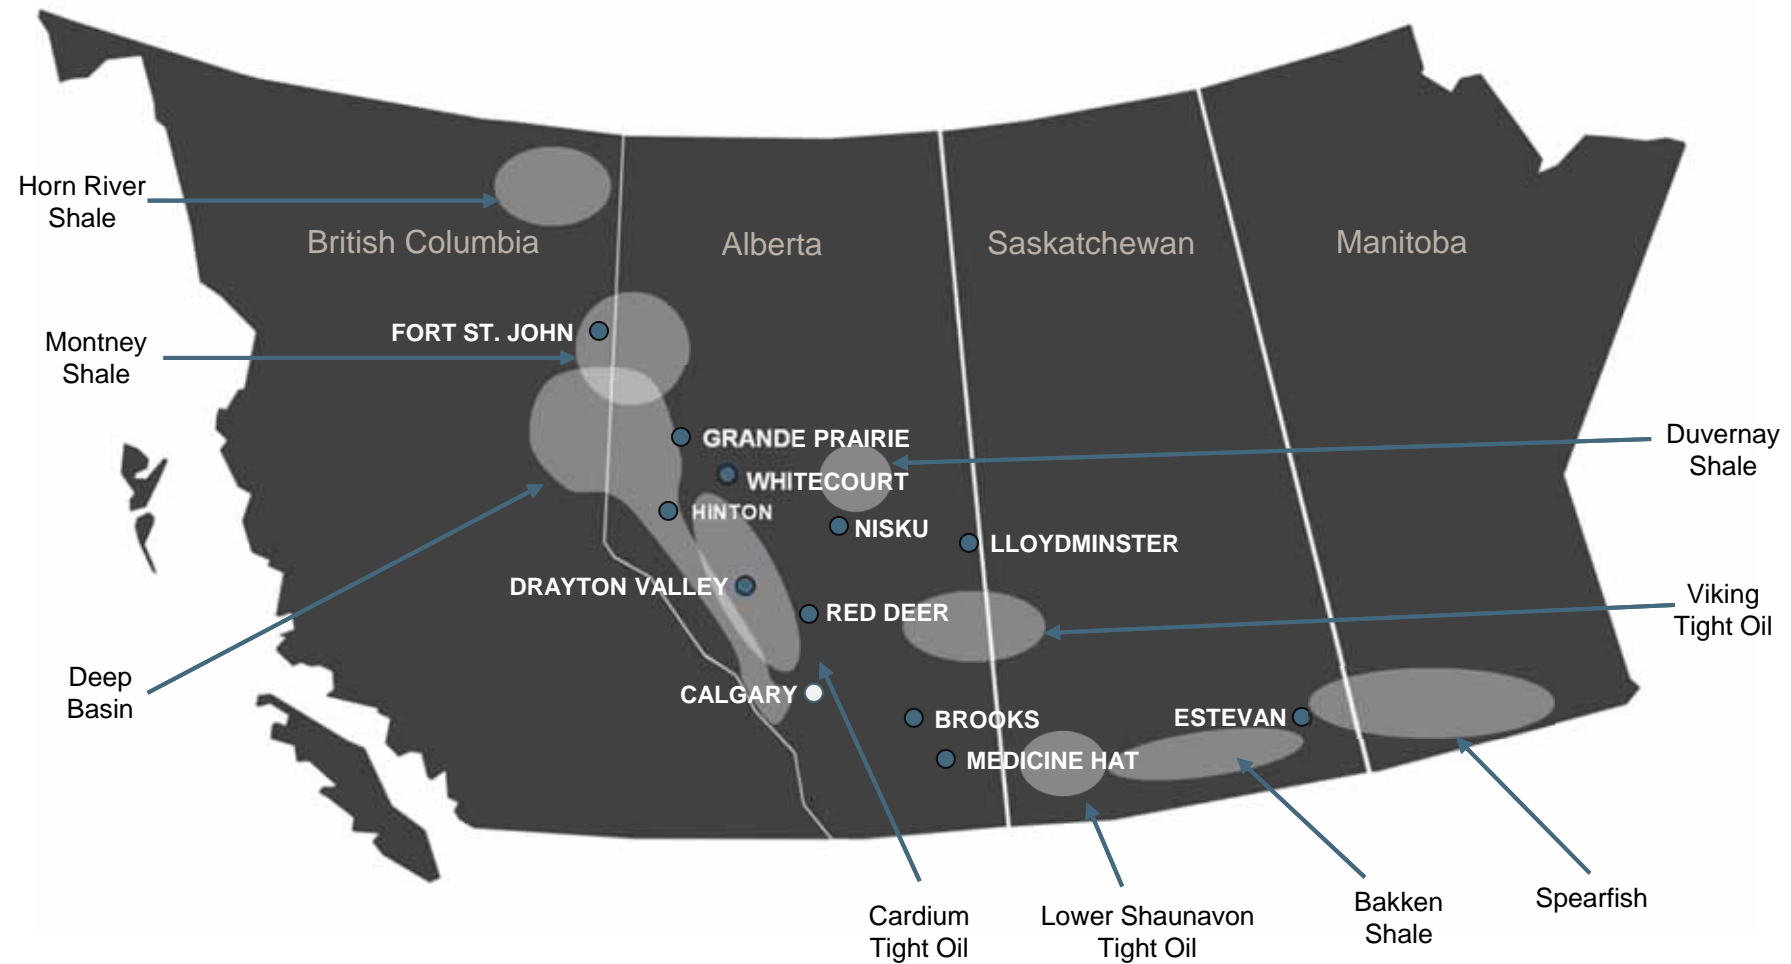 Horn River
Shale
British Columbia
Alberta
Saskatchewan
Manitoba
FORT ST. JOHN
Montney
Shale
GRANDE PRAIRIE
Duvernay
Shale
WHITECOURT
HINTON
NISKU
LLOYDMINSTER
DRAYTON VALLEY
RED DEER
Viking
Tight Oil
Deep
Basin
CALGARY
BROOKS
ESTEVAN
MEDICINE HAT
Cardium
Tight Oil
Lower Shaunavon
Tight Oil
Bakken
Shale
Spearfish